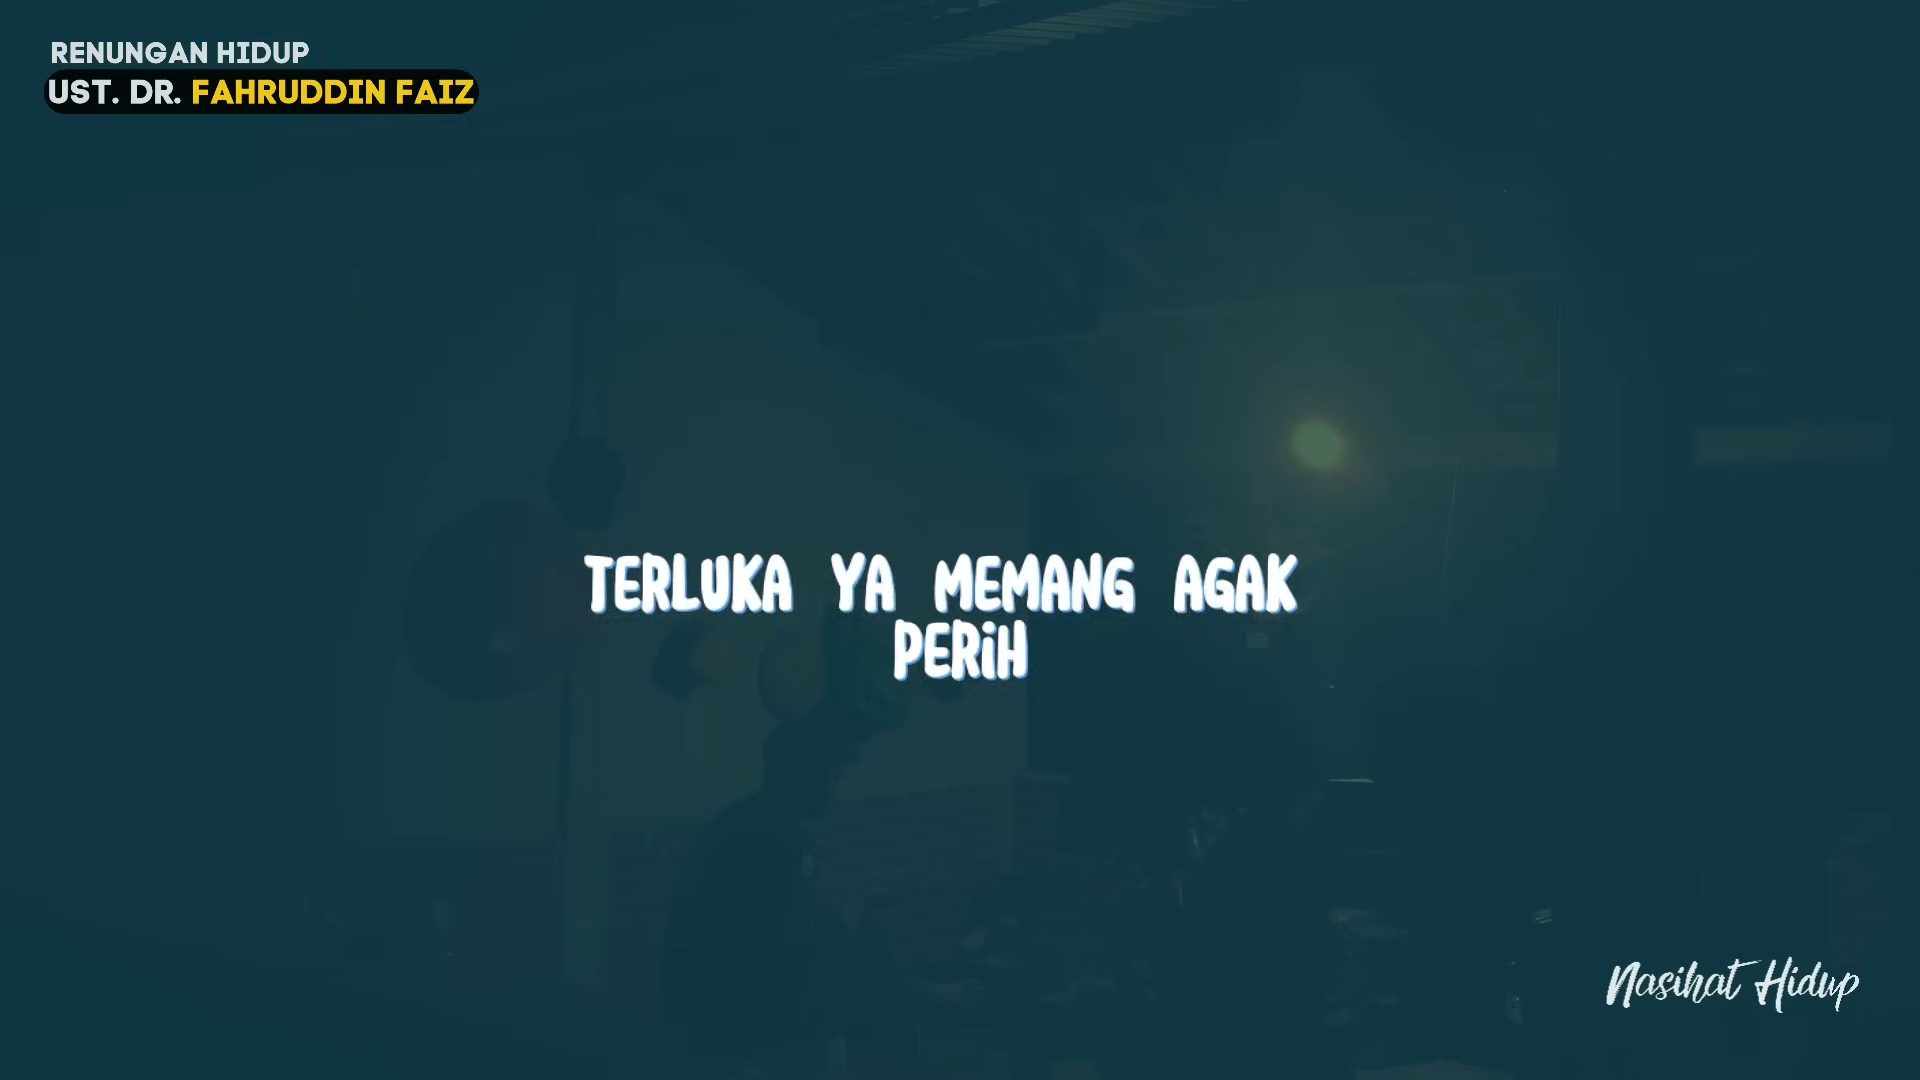 RENUNGAN HIDUP
UST. DR. FAHRUDDIN FAIZ
TERLUKA YA MEMANG AGAK
PERiH
Nasihat Hidup